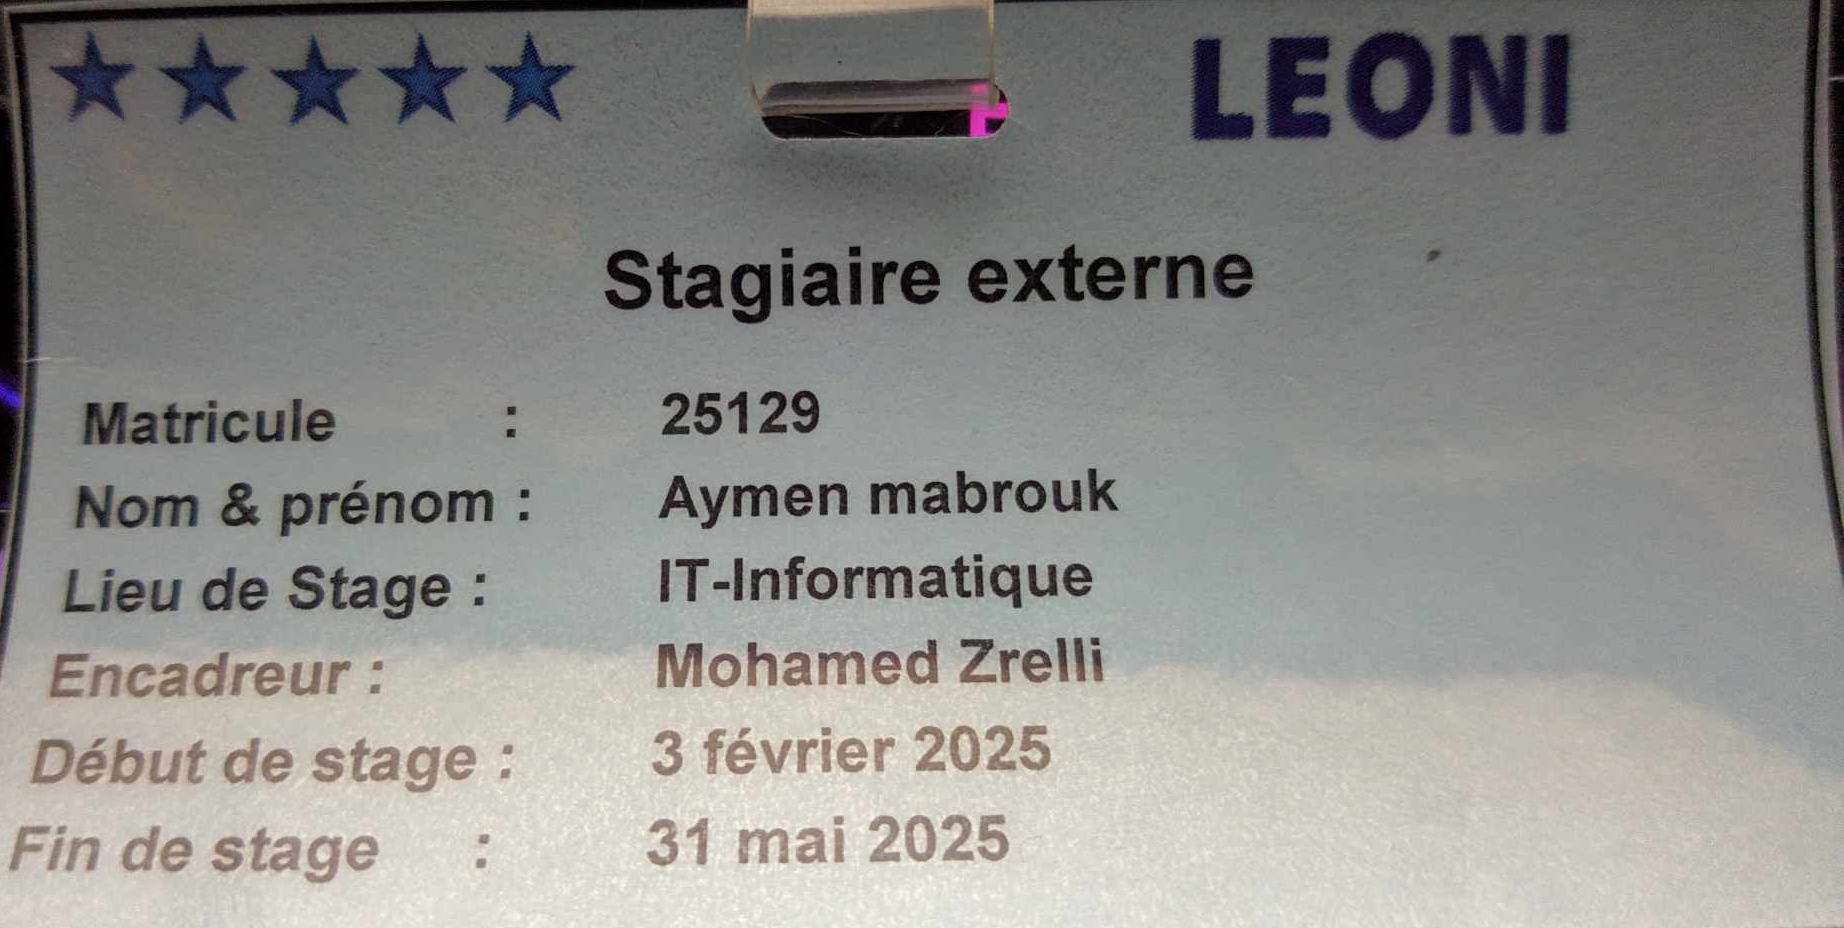 LEONI
Stagiaire externe
Matricule : 25129
Nom & prénom : Aymen mabrouk
Lieu de Stage : IT-Informatique
Encadreur : Mohamed Zrelli
Début de stage : 3 février 2025
Fin de stage : 31 mai 2025